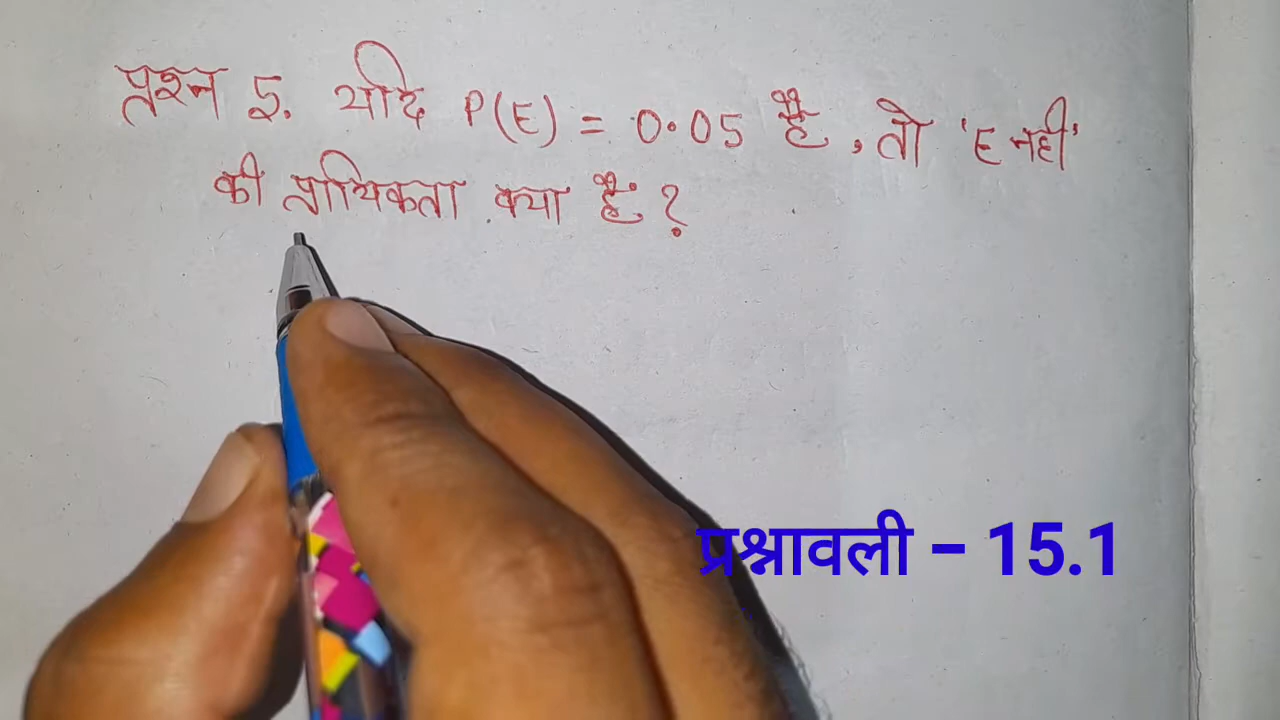 प्रश्न 5. यदि P(E) = 0.05 है, तो 'E नहीं'
की प्रायिकता क्या है ?
प्रश्नावली – 15.1